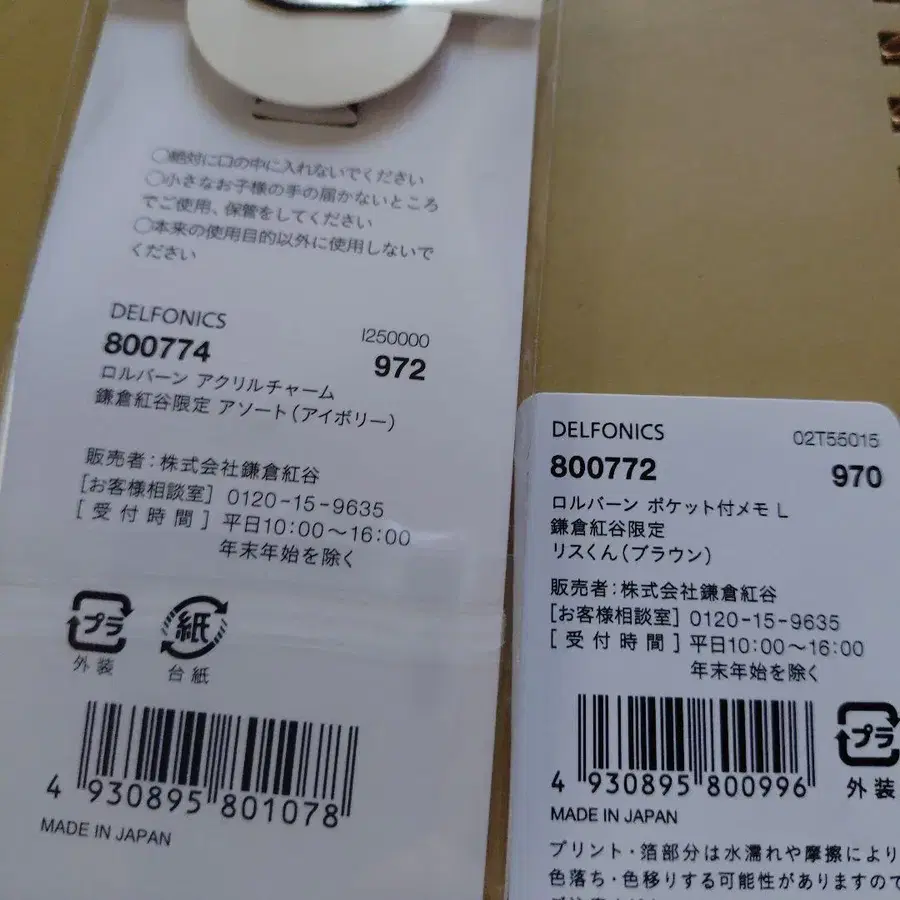 ○絶対に口の中に入れないでください
○小さなお子様の手の届かないところ
でご使用、保管をしてください
○本来の使用目的以外に使用しないで
ください
DELFONICS
I250000
800774
972
ロルバーン アクリルチャーム
鎌倉紅谷限定 アソート(アイボリー)
販売者:株式会社鎌倉紅谷
[お客様相談室] 0120-15-9635
[受付時間] 平日10:00~16:00
年末年始を除く
プラ
外装
紙
台紙
4 930895 801078
MADE IN JAPAN
DELFONICS
02T55015
800772
970
ロルバーン ポケット付メモ L
鎌倉紅谷限定
リスくん(ブラウン)
販売者:株式会社鎌倉紅谷
[お客様相談室] 0120-15-9635
[受付時間] 平日10:00~16:00
年末年始を除く
プラ
外装
4 930895 800996
MADE IN JAPAN
プリント・箔部分は水濡れや摩擦により
色落ち・色移りする可能性がありますので